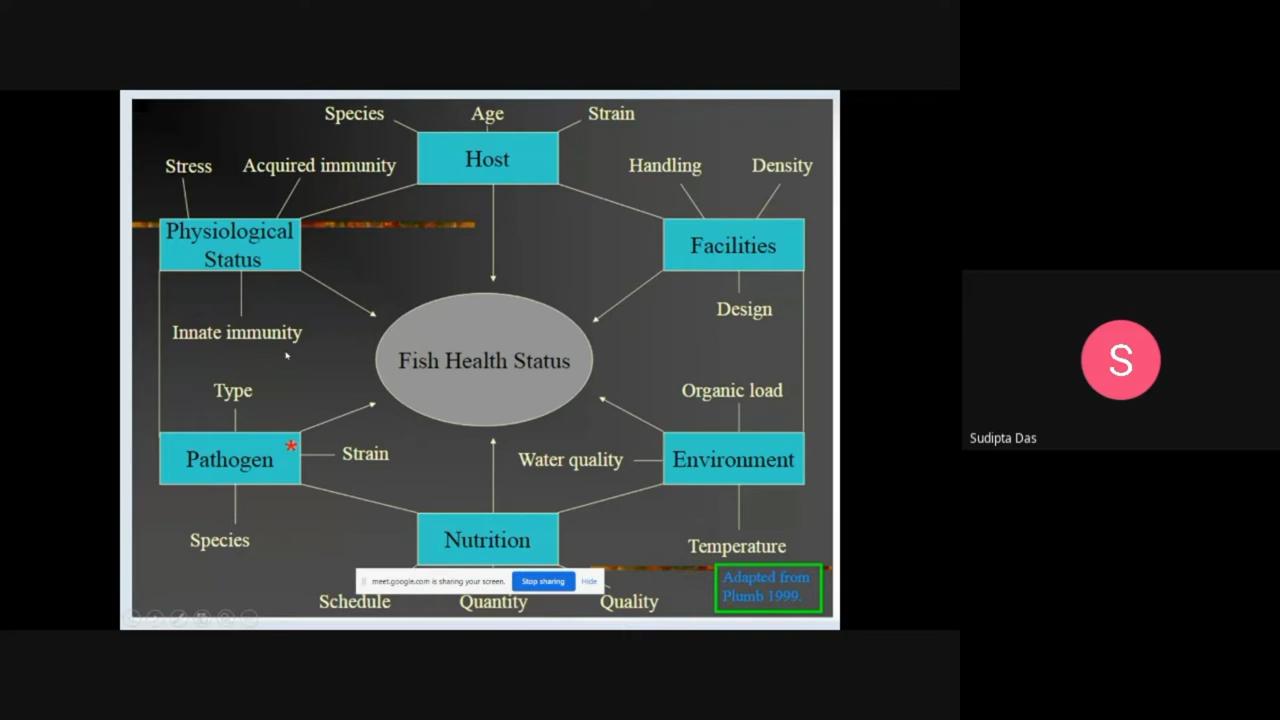 Species
Age
Strain
Host
Stress
Acquired immunity
Handling
Density
Physiological
Status
Facilities
Innate immunity
Design
Fish Health Status
Type
Organic load
Pathogen *
Strain
Water quality
Environment
Species
Nutrition
Temperature
meet.google.com is sharing your screen.
Stop sharing
Hide
Adapted from
Plumb 1999.
Schedule
Quantity
Quality
S
Sudipta Das